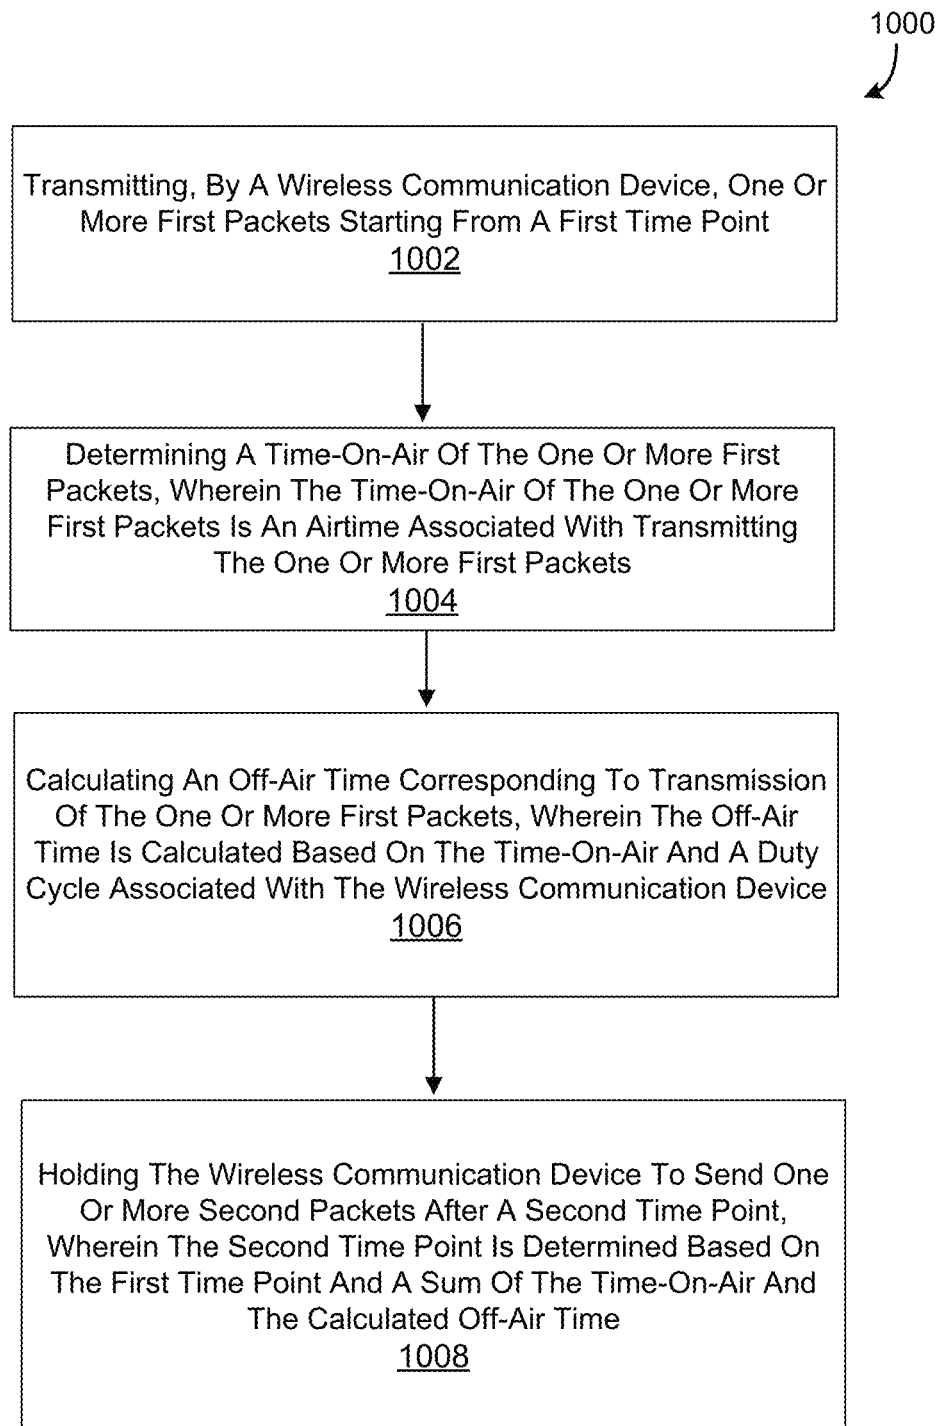 1000
Transmitting, By A Wireless Communication Device, One Or
More First Packets Starting From A First Time Point
1002
Determining A Time-On-Air Of The One Or More First
Packets, Wherein The Time-On-Air Of The One Or More
First Packets Is An Airtime Associated With Transmitting
The One Or More First Packets
1004
Calculating An Off-Air Time Corresponding To Transmission
Of The One Or More First Packets, Wherein The Off-Air
Time Is Calculated Based On The Time-On-Air And A Duty
Cycle Associated With The Wireless Communication Device
1006
Holding The Wireless Communication Device To Send One
Or More Second Packets After A Second Time Point,
Wherein The Second Time Point Is Determined Based On
The First Time Point And A Sum Of The Time-On-Air And
The Calculated Off-Air Time
1008